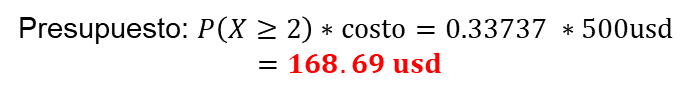 Presupuesto: P(X ≥ 2) * costo = 0.33737 * 500usd
= 168.69 usd